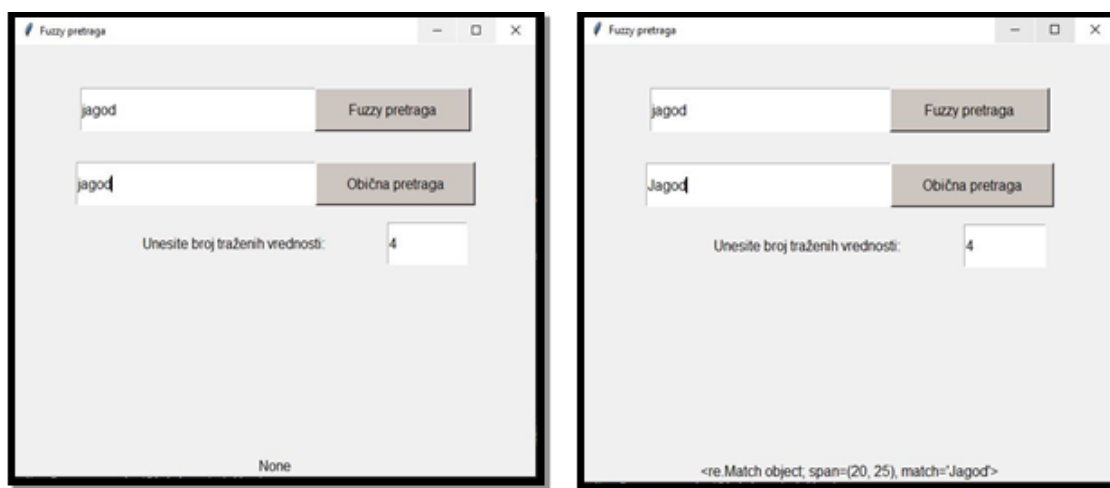 Fuzzy pretraga
jagod
Fuzzy pretraga
jagod
Obična pretraga
Unesite broj traženih vrednosti:
4
None
Fuzzy pretraga
jagod
Fuzzy pretraga
Jagod
Obična pretraga
Unesite broj traženih vrednosti:
4
<re.Match object; span=(20, 25), match='Jagod'>